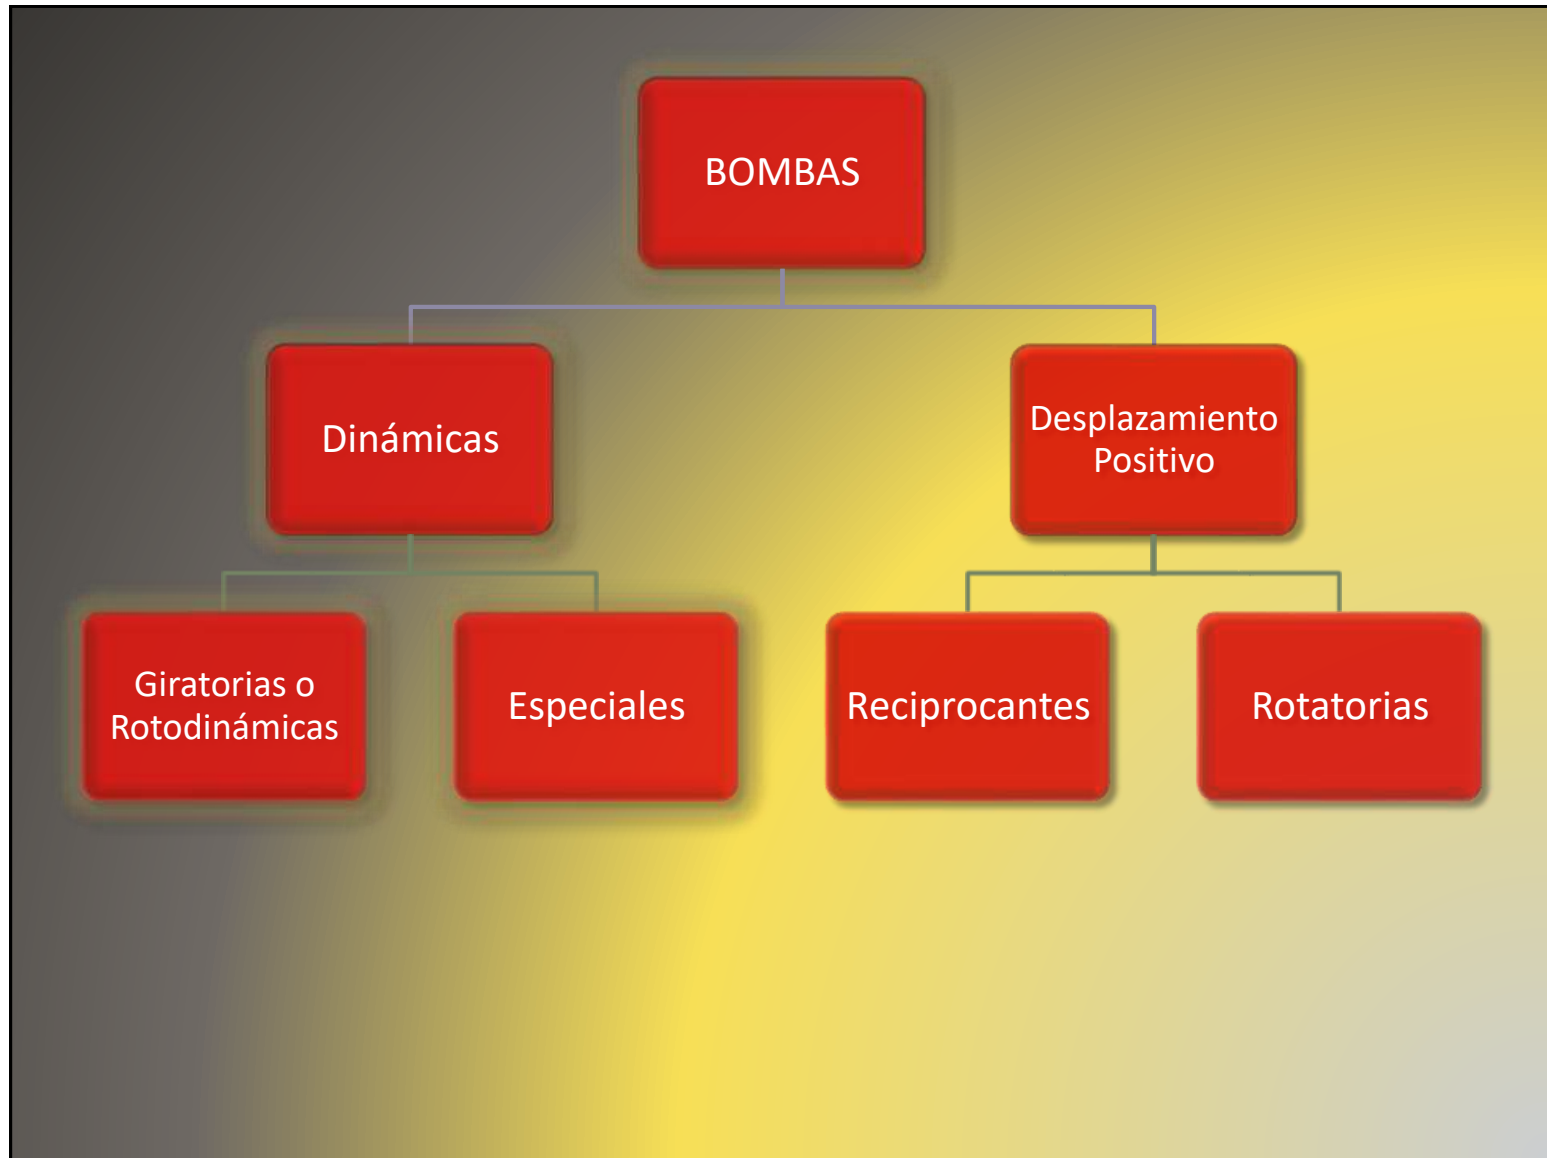 BOMBAS
Dinámicas
Desplazamiento
Positivo
Giratorias o
Rotodinámicas
Especiales
Reciprocantes
Rotatorias